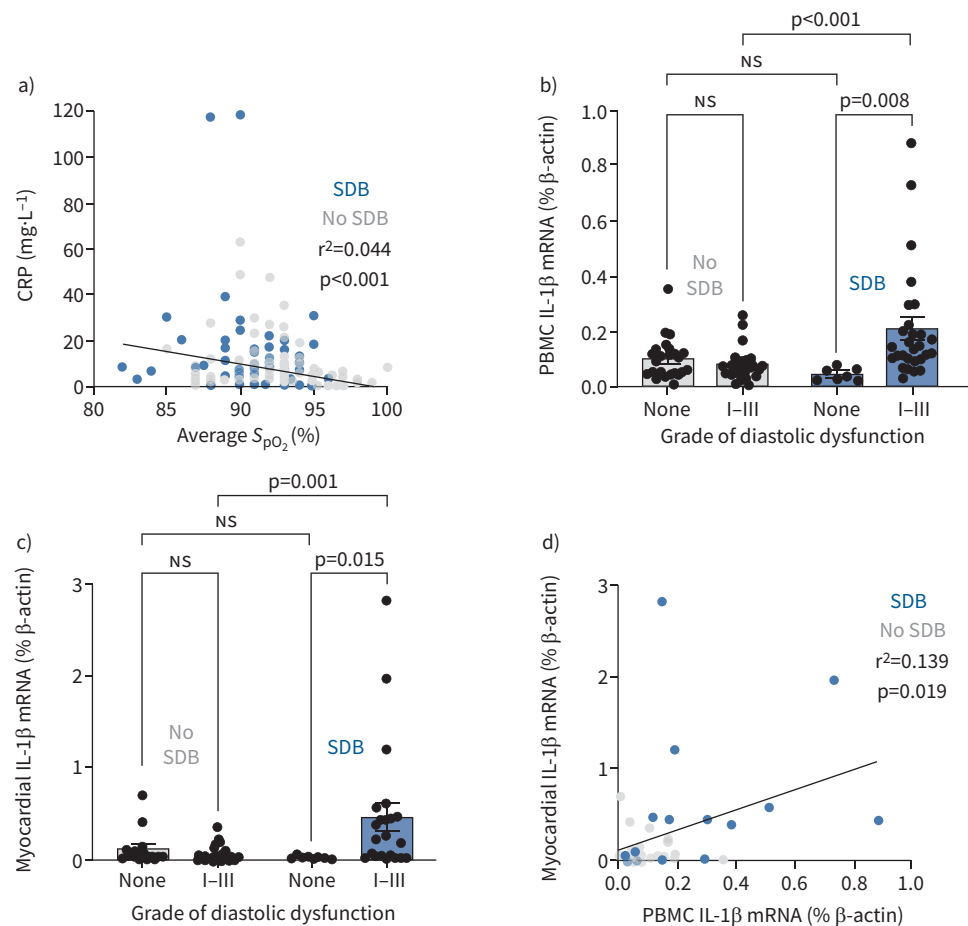 a)
120
100
80
60
40
20
0
CRP (mg·L⁻¹)
SDB
No SDB
r²=0.044
p<0.001
80 85 90 95 100
Average SpO₂ (%)
b)
p<0.001
NS
NS p=0.008
1.0
0.8
0.6
0.4
0.2
0.0
PBMC IL-1β mRNA (% β-actin)
No
SDB
SDB
None I–III None I–III
Grade of diastolic dysfunction
c)
p=0.001
NS
NS p=0.015
3
2
1
0
Myocardial IL-1β mRNA (% β-actin)
No
SDB
SDB
None I–III None I–III
Grade of diastolic dysfunction
d)
3
2
1
0
Myocardial IL-1β mRNA (% β-actin)
SDB
No SDB
r²=0.139
p=0.019
0.0 0.2 0.4 0.6 0.8 1.0
PBMC IL-1β mRNA (% β-actin)